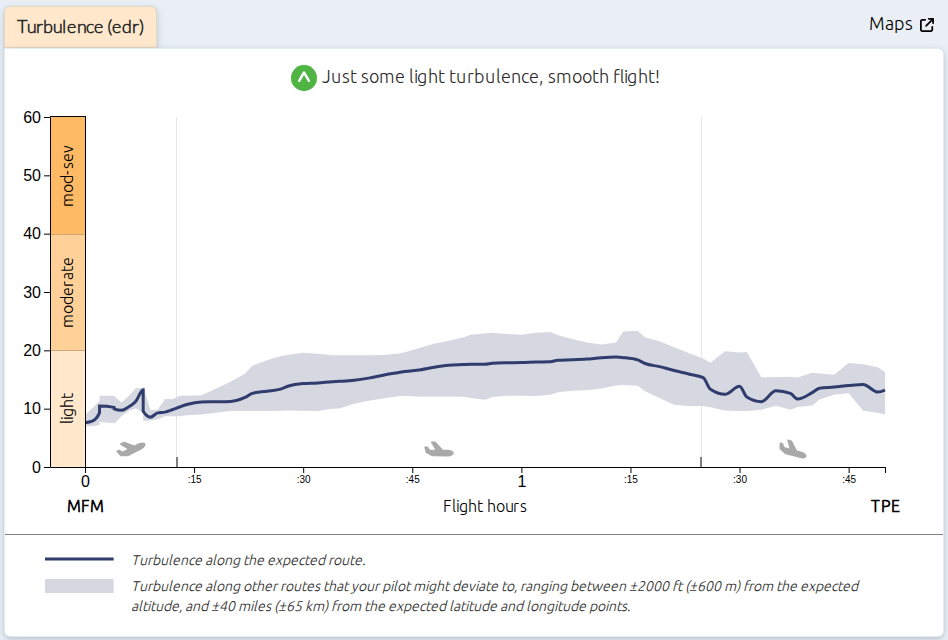 Turbulence (edr)
Maps
Just some light turbulence, smooth flight!
60
50
40
30
20
10
0
mod-sev
moderate
light
0
:15
:30
:45
1
:15
:30
:45
MFM
Flight hours
TPE
Turbulence along the expected route.
Turbulence along other routes that your pilot might deviate to, ranging between ±2000 ft (±600 m) from the expected
altitude, and ±40 miles (±65 km) from the expected latitude and longitude points.